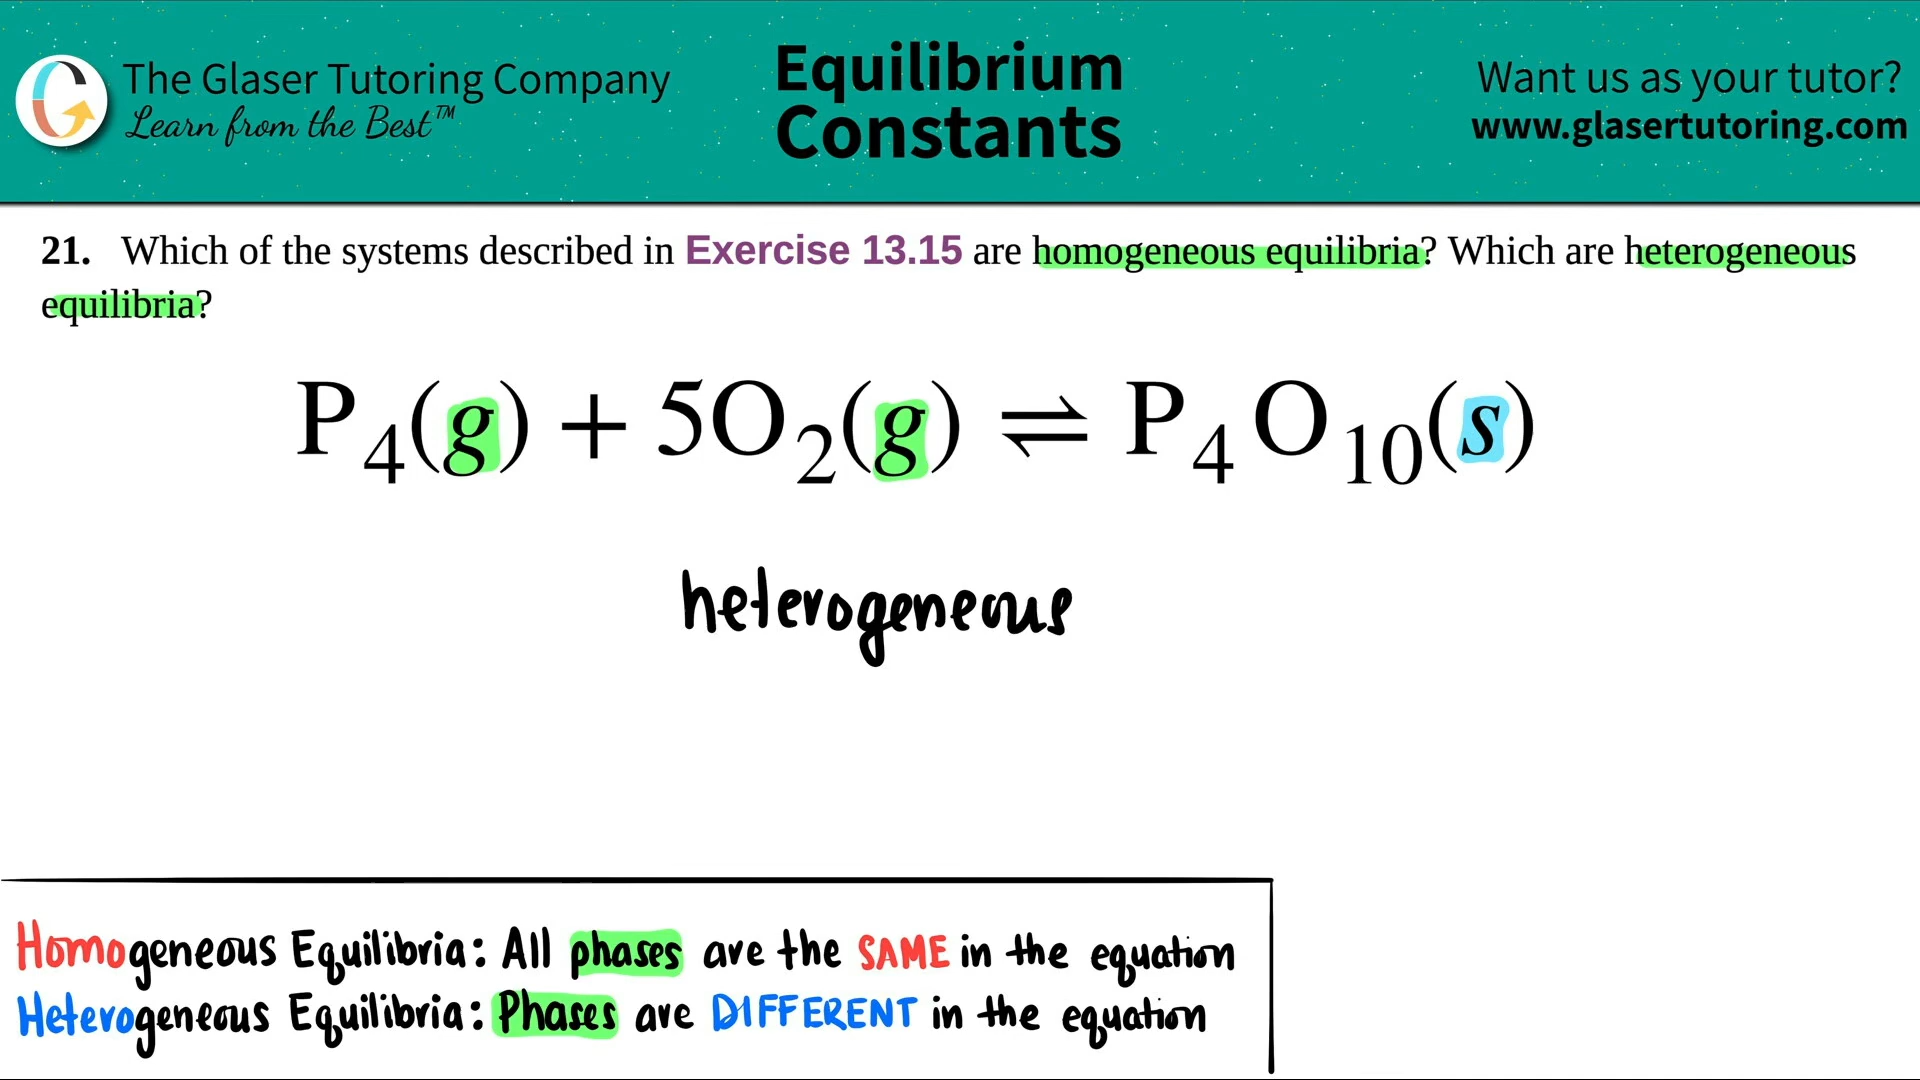 The Glaser Tutoring Company
Learn from the Best™
Equilibrium
Constants
Want us as your tutor?
www.glasertutoring.com
21. Which of the systems described in Exercise 13.15 are homogeneous equilibria? Which are heterogeneous
equilibria?
P₄(g) + 5O₂(g) ⇌ P₄O₁₀(s)
heterogeneous
Homogeneous Equilibria: All phases are the SAME in the equation
Heterogeneous Equilibria: Phases are DIFFERENT in the equation